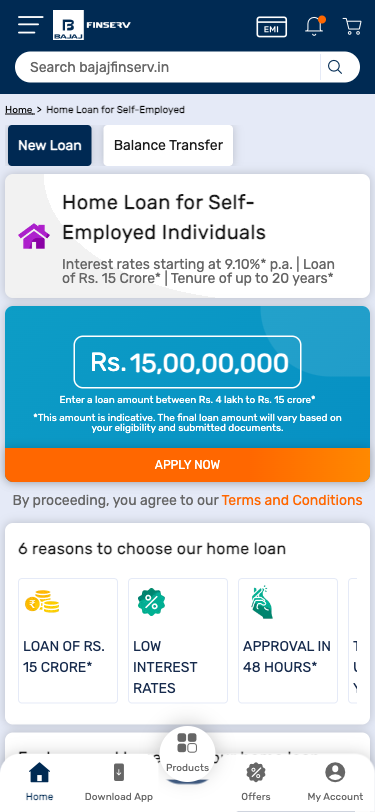 BAJAJ FINSERV
EMI
Search bajajfinserv.in
Home > Home Loan for Self-Employed
New Loan
Balance Transfer
Home Loan for Self-
Employed Individuals
Interest rates starting at 9.10%* p.a. | Loan
of Rs. 15 Crore* | Tenure of up to 20 years*
Rs. 15,00,00,000
Enter a loan amount between Rs. 4 lakh to Rs. 15 crore*
*This amount is indicative. The final loan amount will vary based on
your eligibility and submitted documents.
APPLY NOW
By proceeding, you agree to our Terms and Conditions
6 reasons to choose our home loan
LOAN OF RS.
15 CRORE*
LOW
INTEREST
RATES
APPROVAL IN
48 HOURS*
Products
Home
Download App
Offers
My Account